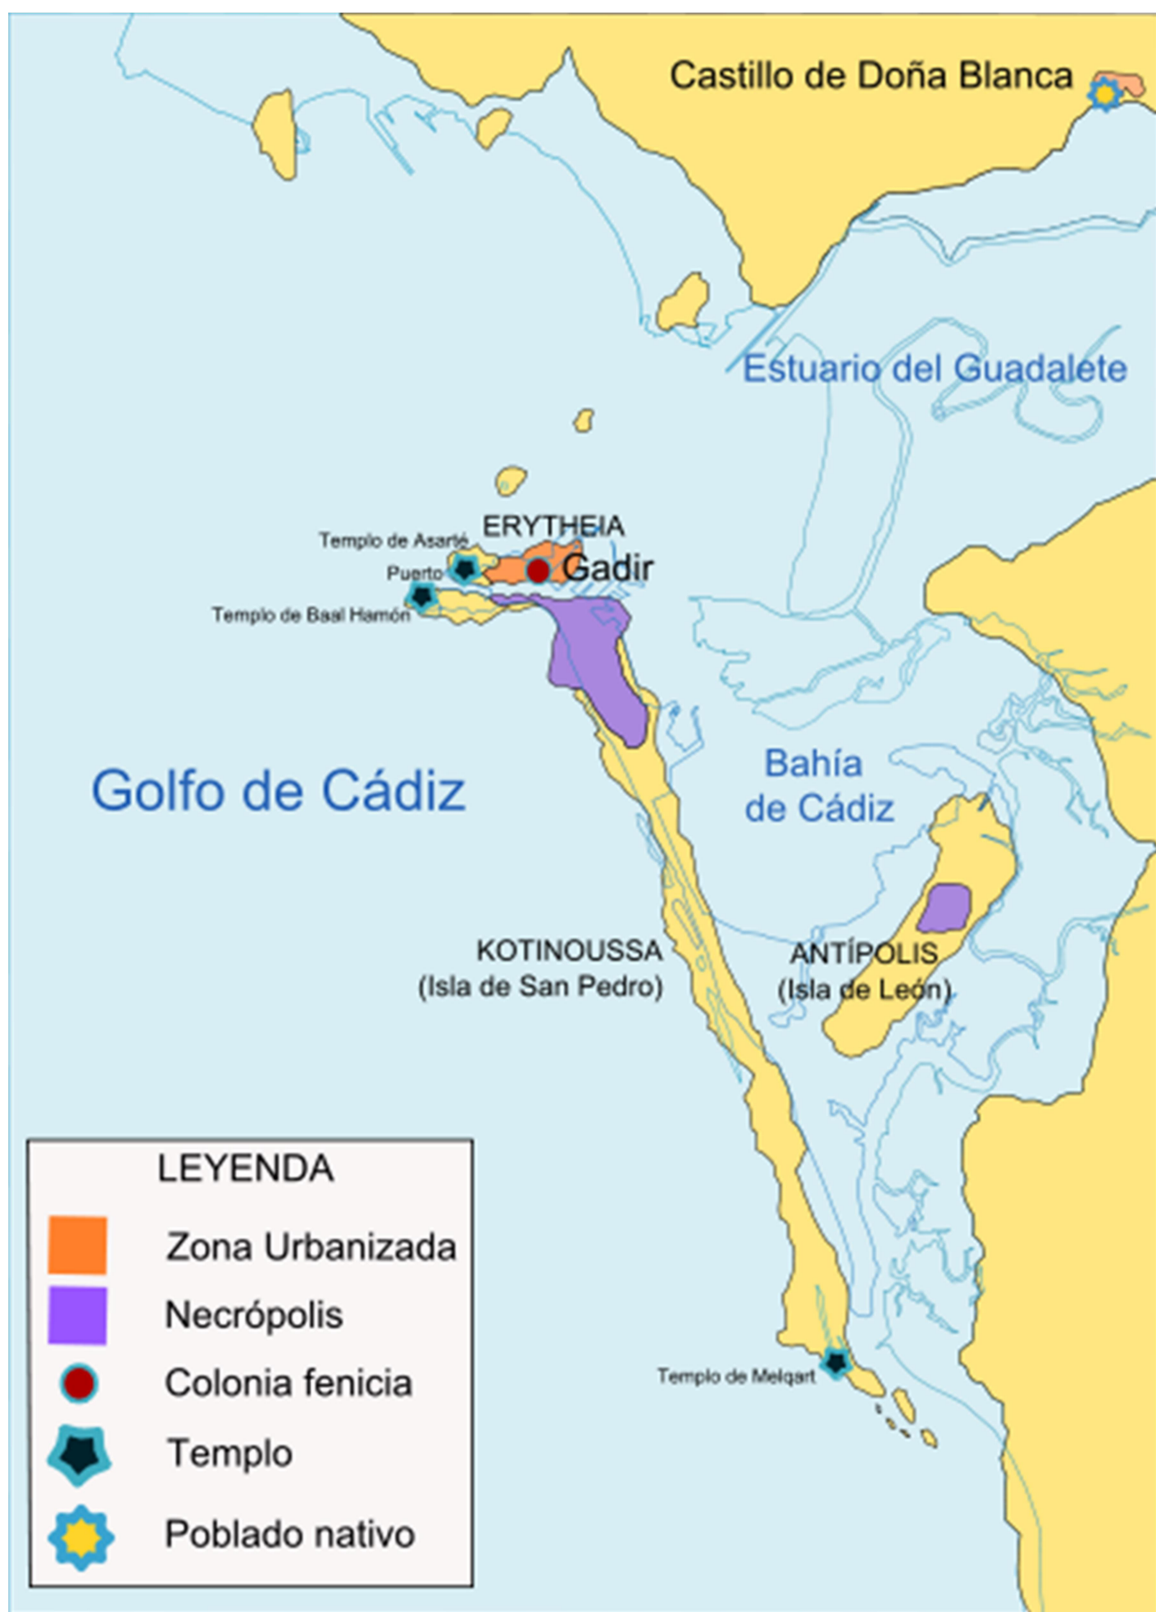 Castillo de Doña Blanca
Estuario del Guadalete
ERYTHEIA
Templo de Asarté
Gadir
Puerto
Templo de Baal Hamón
Golfo de Cádiz
Bahía
de Cádiz
KOTINOUSSA
(Isla de San Pedro)
ANTÍPOLIS
(Isla de León)
Templo de Melqart
LEYENDA
Zona Urbanizada
Necrópolis
Colonia fenicia
Templo
Poblado nativo